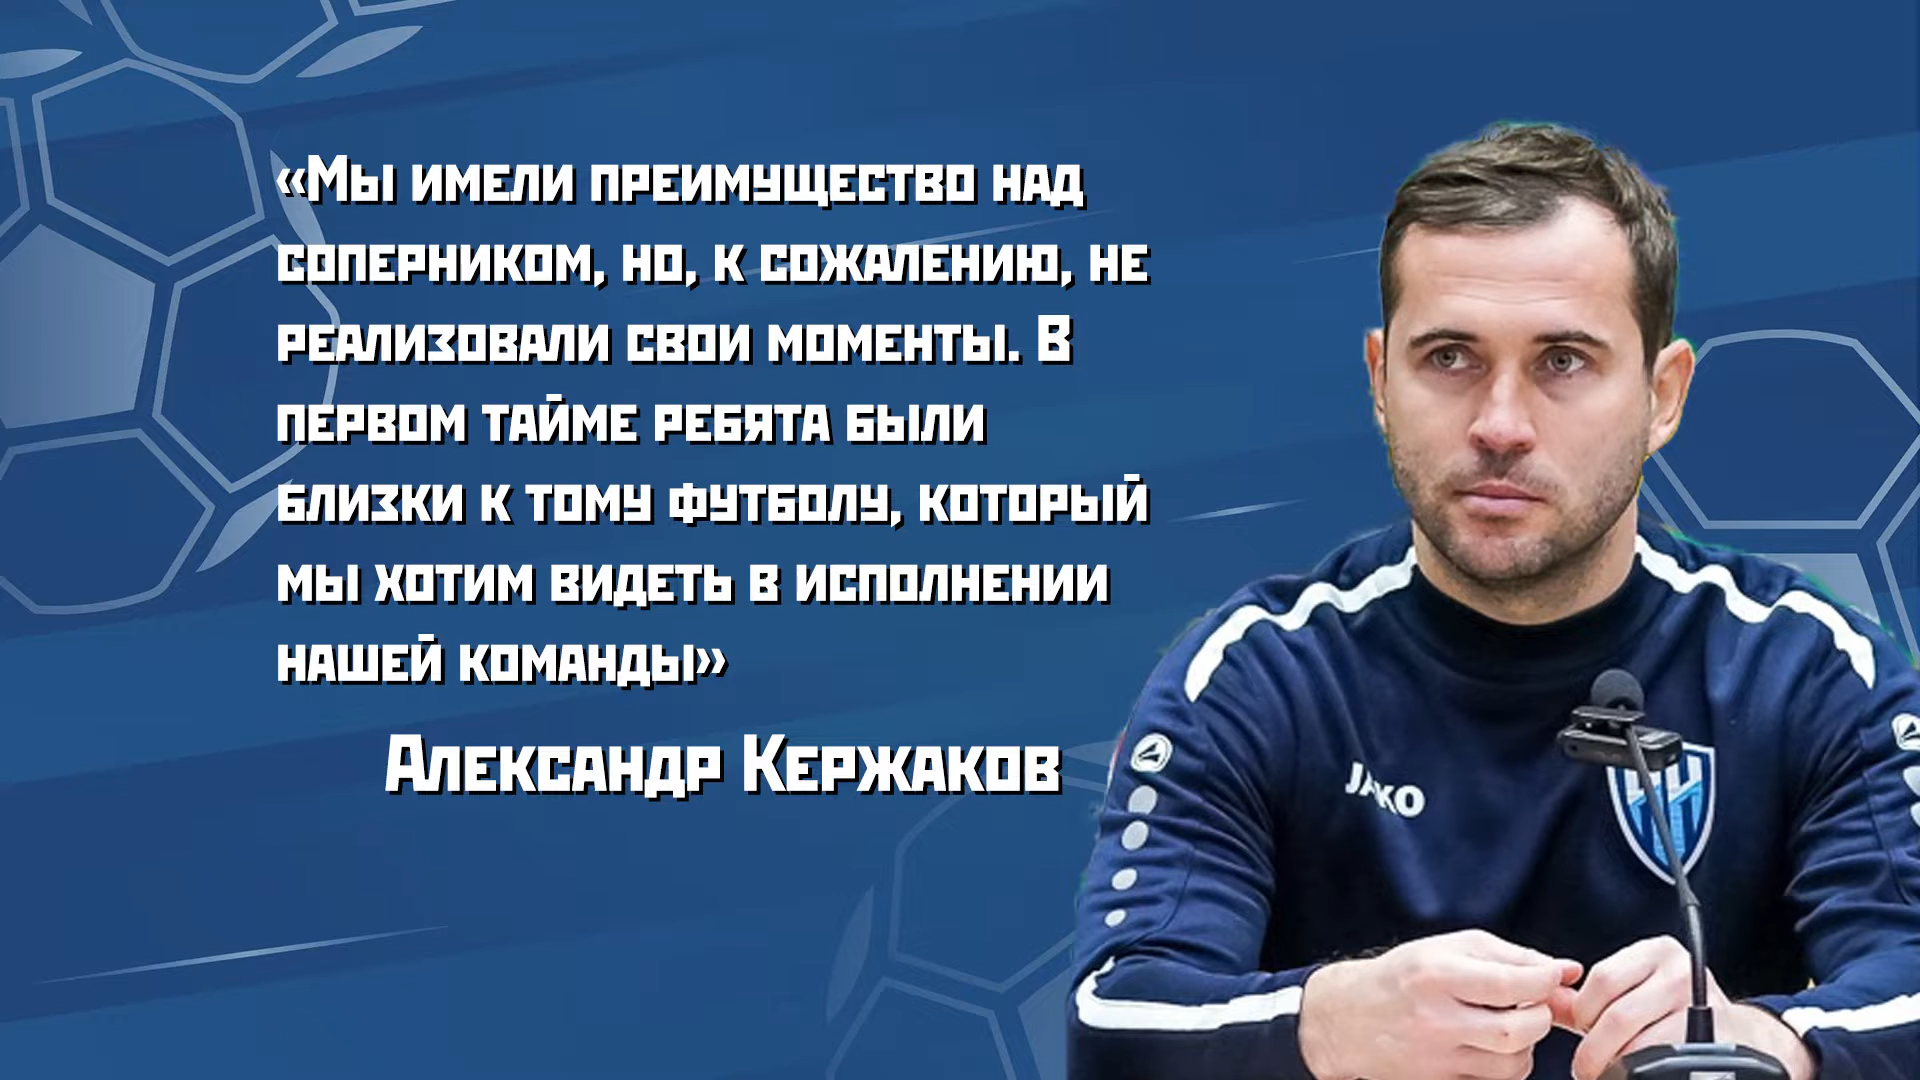 «Мы имели преимущество над
соперником, но, к сожалению, не
реализовали свои моменты. В
первом тайме ребята были
близки к тому футболу, который
мы хотим видеть в исполнении
нашей команды»
Александр Кержаков
JAKO